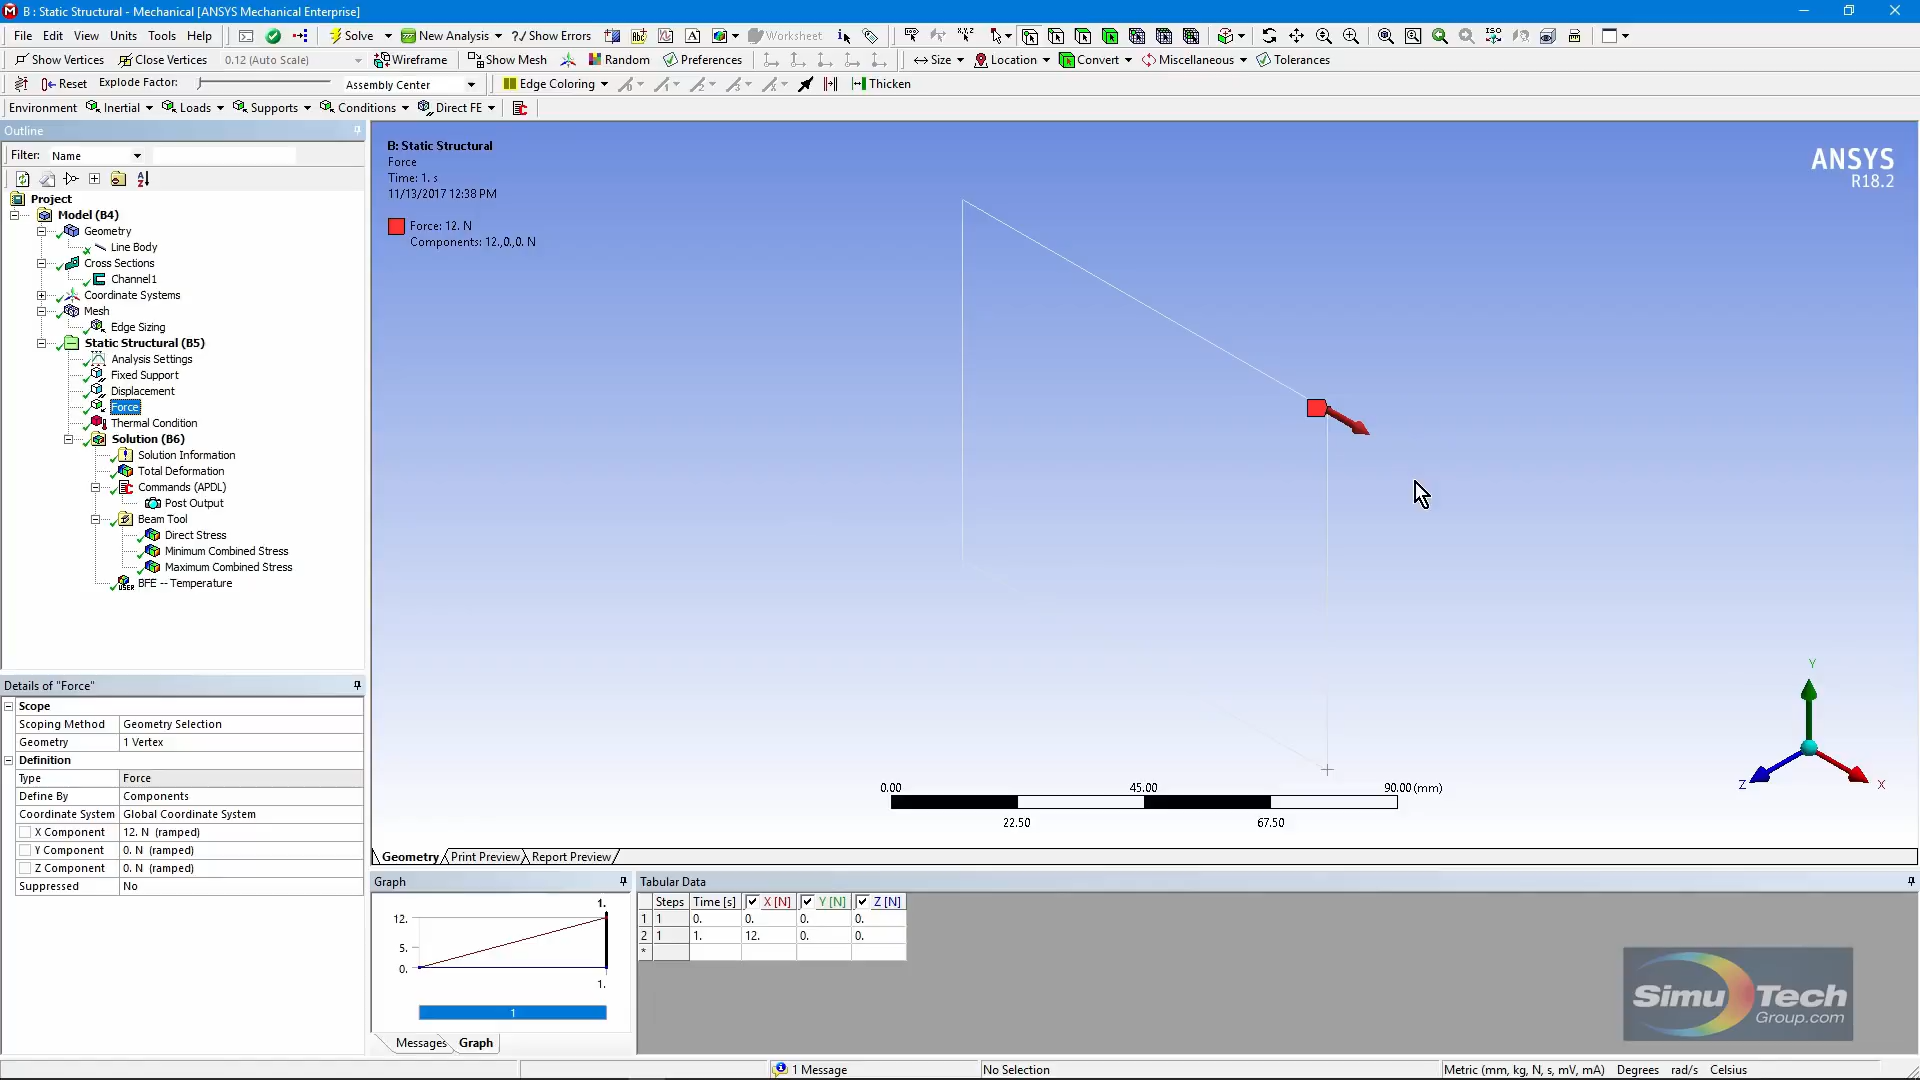 B : Static Structural - Mechanical [ANSYS Mechanical Enterprise]
File Edit View Units Tools Help Solve New Analysis ?/ Show Errors Worksheet
Show Vertices Close Vertices 0.12 (Auto Scale) Wireframe Show Mesh Random Preferences Size Location Convert Miscellaneous Tolerances
Reset Explode Factor: Assembly Center Edge Coloring Thicken
Environment Inertial Loads Supports Conditions Direct FE
Outline
Filter: Name
Project
Model (B4)
Geometry
Line Body
Cross Sections
Channel1
Coordinate Systems
Mesh
Edge Sizing
Static Structural (B5)
Analysis Settings
Fixed Support
Displacement
Force
Thermal Condition
Solution (B6)
Solution Information
Total Deformation
Commands (APDL)
Post Output
Beam Tool
Direct Stress
Minimum Combined Stress
Maximum Combined Stress
BFE -- Temperature
Details of "Force"
Scope
Scoping Method Geometry Selection
Geometry 1 Vertex
Definition
Type Force
Define By Components
Coordinate System Global Coordinate System
X Component 12. N (ramped)
Y Component 0. N (ramped)
Z Component 0. N (ramped)
Suppressed No
B: Static Structural
Force
Time: 1. s
11/13/2017 12:38 PM
Force: 12. N
Components: 12.,0.,0. N
ANSYS
R18.2
Y
Z
X
0.00 45.00 90.00 (mm)
22.50 67.50
Geometry Print Preview Report Preview
Graph
1.
12.
5.
0.
1.
1
Messages Graph
Tabular Data
Steps Time [s] X [N] Y [N] Z [N]
1 1 0. 0. 0. 0.
2 1 1. 12. 0. 0.
*
SimuTech
Group.com
1 Message No Selection Metric (mm, kg, N, s, mV, mA) Degrees rad/s Celsius